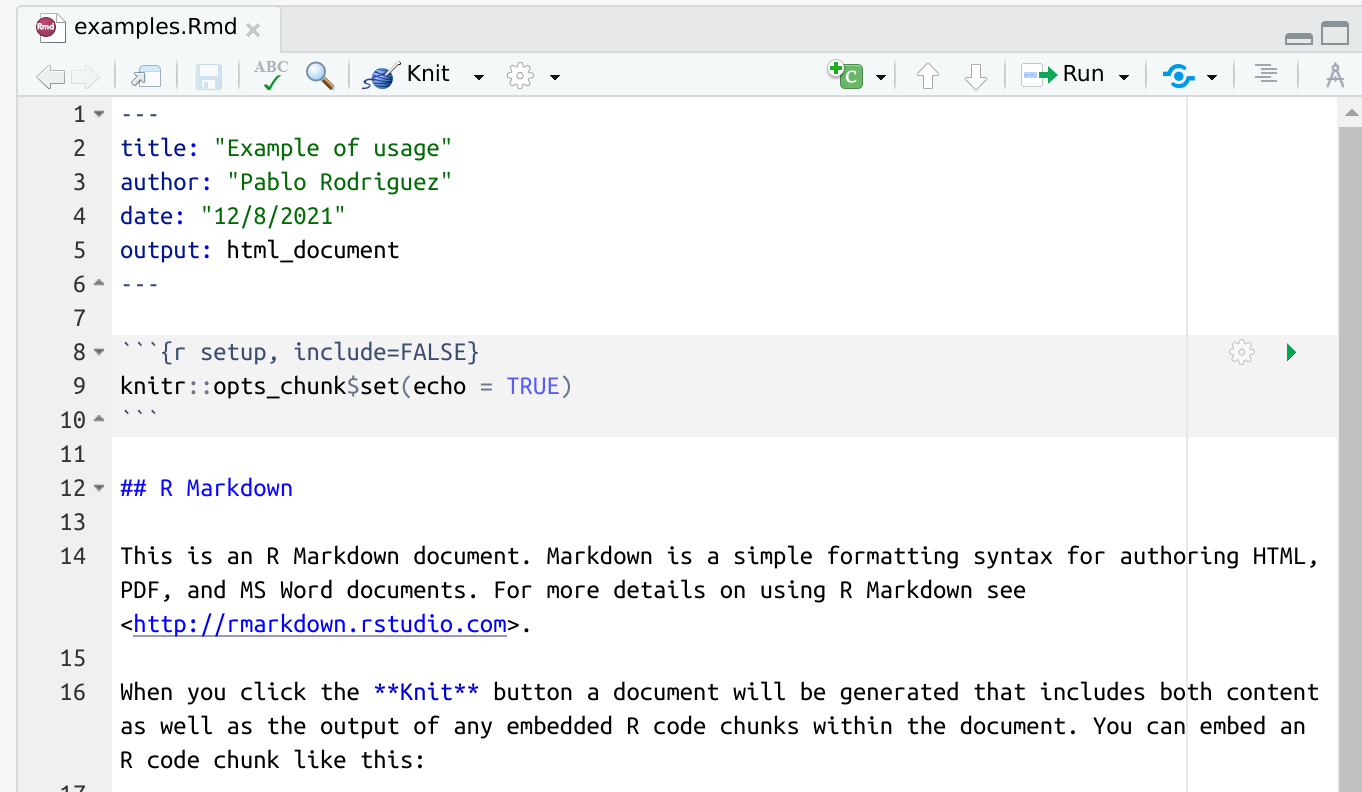 examples.Rmd
ABC Knit C Run
1 ---
2 title: "Example of usage"
3 author: "Pablo Rodriguez"
4 date: "12/8/2021"
5 output: html_document
6 ---
7
8 ```{r setup, include=FALSE}
9 knitr::opts_chunk$set(echo = TRUE)
10 ```
11
12 ## R Markdown
13
14 This is an R Markdown document. Markdown is a simple formatting syntax for authoring HTML,
PDF, and MS Word documents. For more details on using R Markdown see
<http://rmarkdown.rstudio.com>.
15
16 When you click the **Knit** button a document will be generated that includes both content
as well as the output of any embedded R code chunks within the document. You can embed an
R code chunk like this:
17